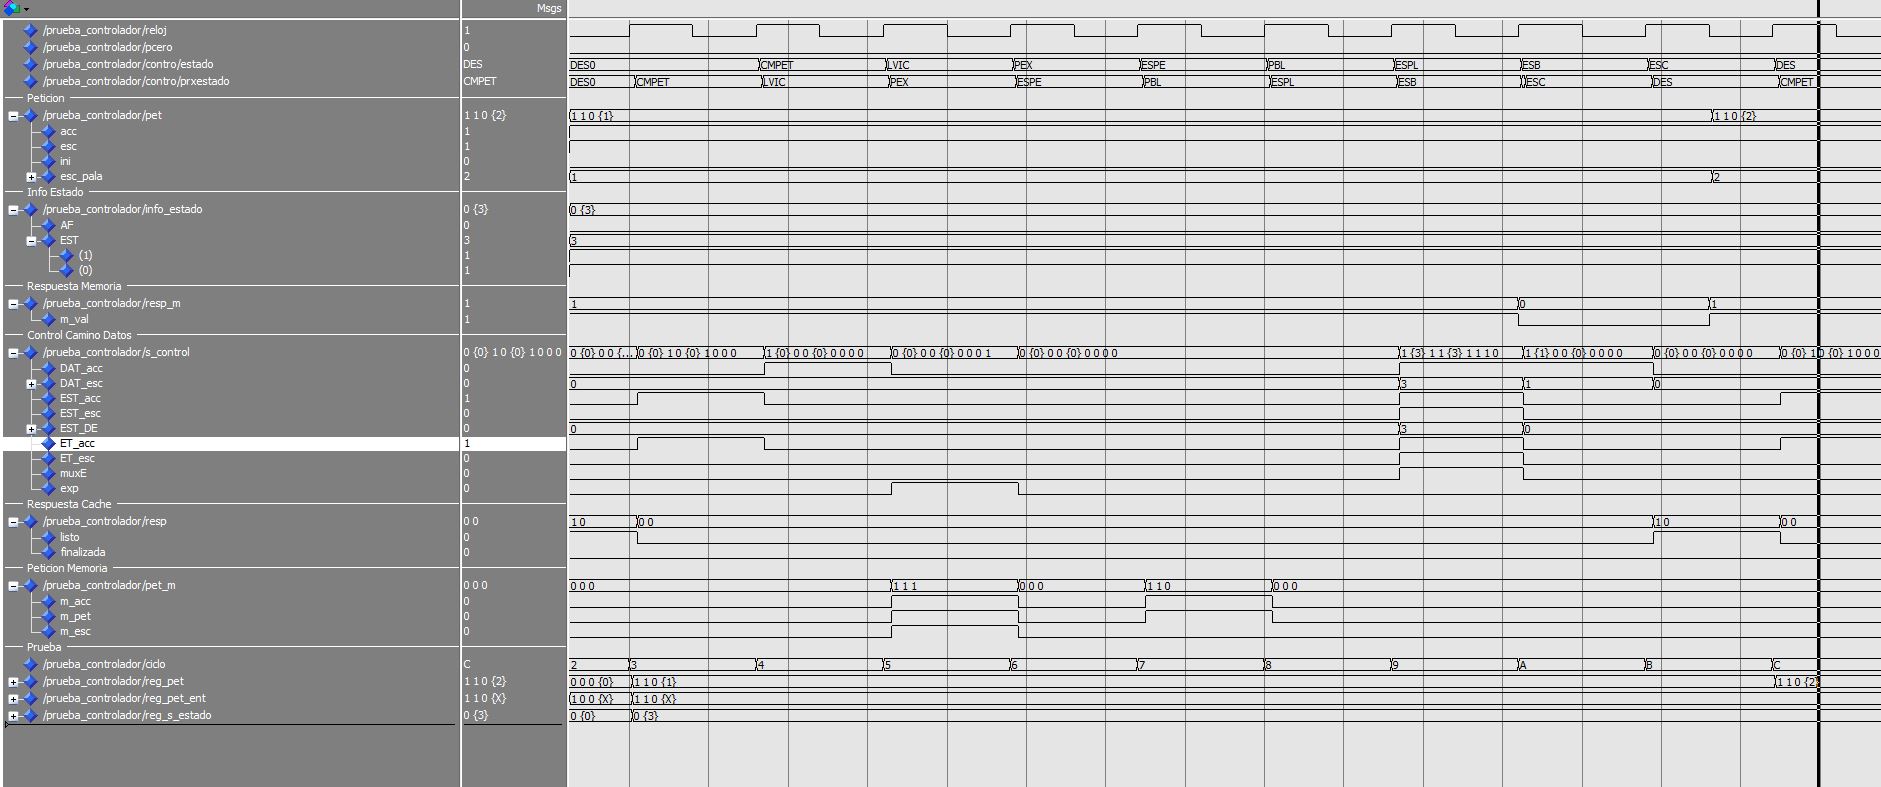 Msgs
/prueba_controlador/reloj 1
/prueba_controlador/pcero 0
/prueba_controlador/contro/estado DES DES0 CMPET LVIC PEX ESPE PBL ESPL ESB ESC DES
/prueba_controlador/contro/prxestado CMPET DES0 CMPET LVIC PEX ESPE PBL ESPL ESB ESC DES CMPET
Peticion
/prueba_controlador/pet 1 1 0 {2} 1 1 0 {1} 1 1 0 {2}
acc 1
esc 1
ini 0
esc_pala 2 1 2
Info Estado
/prueba_controlador/info_estado 0 {3} 0 {3}
AF 0
EST 3 3
(1) 1
(0) 1
Respuesta Memoria
/prueba_controlador/resp_m 1 1 0 1
m_val 1
Control Camino Datos
/prueba_controlador/s_control 0 {0} 1 0 {0} 1 0 0 0 0 {0} 0 0 {... 0 {0} 1 0 {0} 1 0 0 0 1 {0} 0 0 {0} 0 0 0 0 0 {0} 0 0 {0} 0 0 0 1 0 {0} 0 0 {0} 0 0 0 0 1 {3} 1 1 {3} 1 1 1 0 1 {1} 0 0 {0} 0 0 0 0 0 {0} 0 0 {0} 0 0 0 0 0 {0} 1 0 {0} 1 0 0 0
DAT_acc 0
DAT_esc 0 0 3 1 0
EST_acc 1
EST_esc 0
EST_DE 0 0 3 0
ET_acc 1
ET_esc 0
muxE 0
exp 0
Respuesta Cache
/prueba_controlador/resp 0 0 1 0 0 0 1 0 0 0
listo 0
finalizada 0
Peticion Memoria
/prueba_controlador/pet_m 0 0 0 0 0 0 1 1 1 0 0 0 1 1 0 0 0 0
m_acc 0
m_pet 0
m_esc 0
Prueba
/prueba_controlador/ciclo C 2 3 4 5 6 7 8 9 A B C
/prueba_controlador/reg_pet 1 1 0 {2} 0 0 0 {0} 1 1 0 {1} 1 1 0 {2}
/prueba_controlador/reg_pet_ent 1 1 0 {X} 1 0 0 {X} 1 1 0 {X}
/prueba_controlador/reg_s_estado 0 {3} 0 {0} 0 {3}